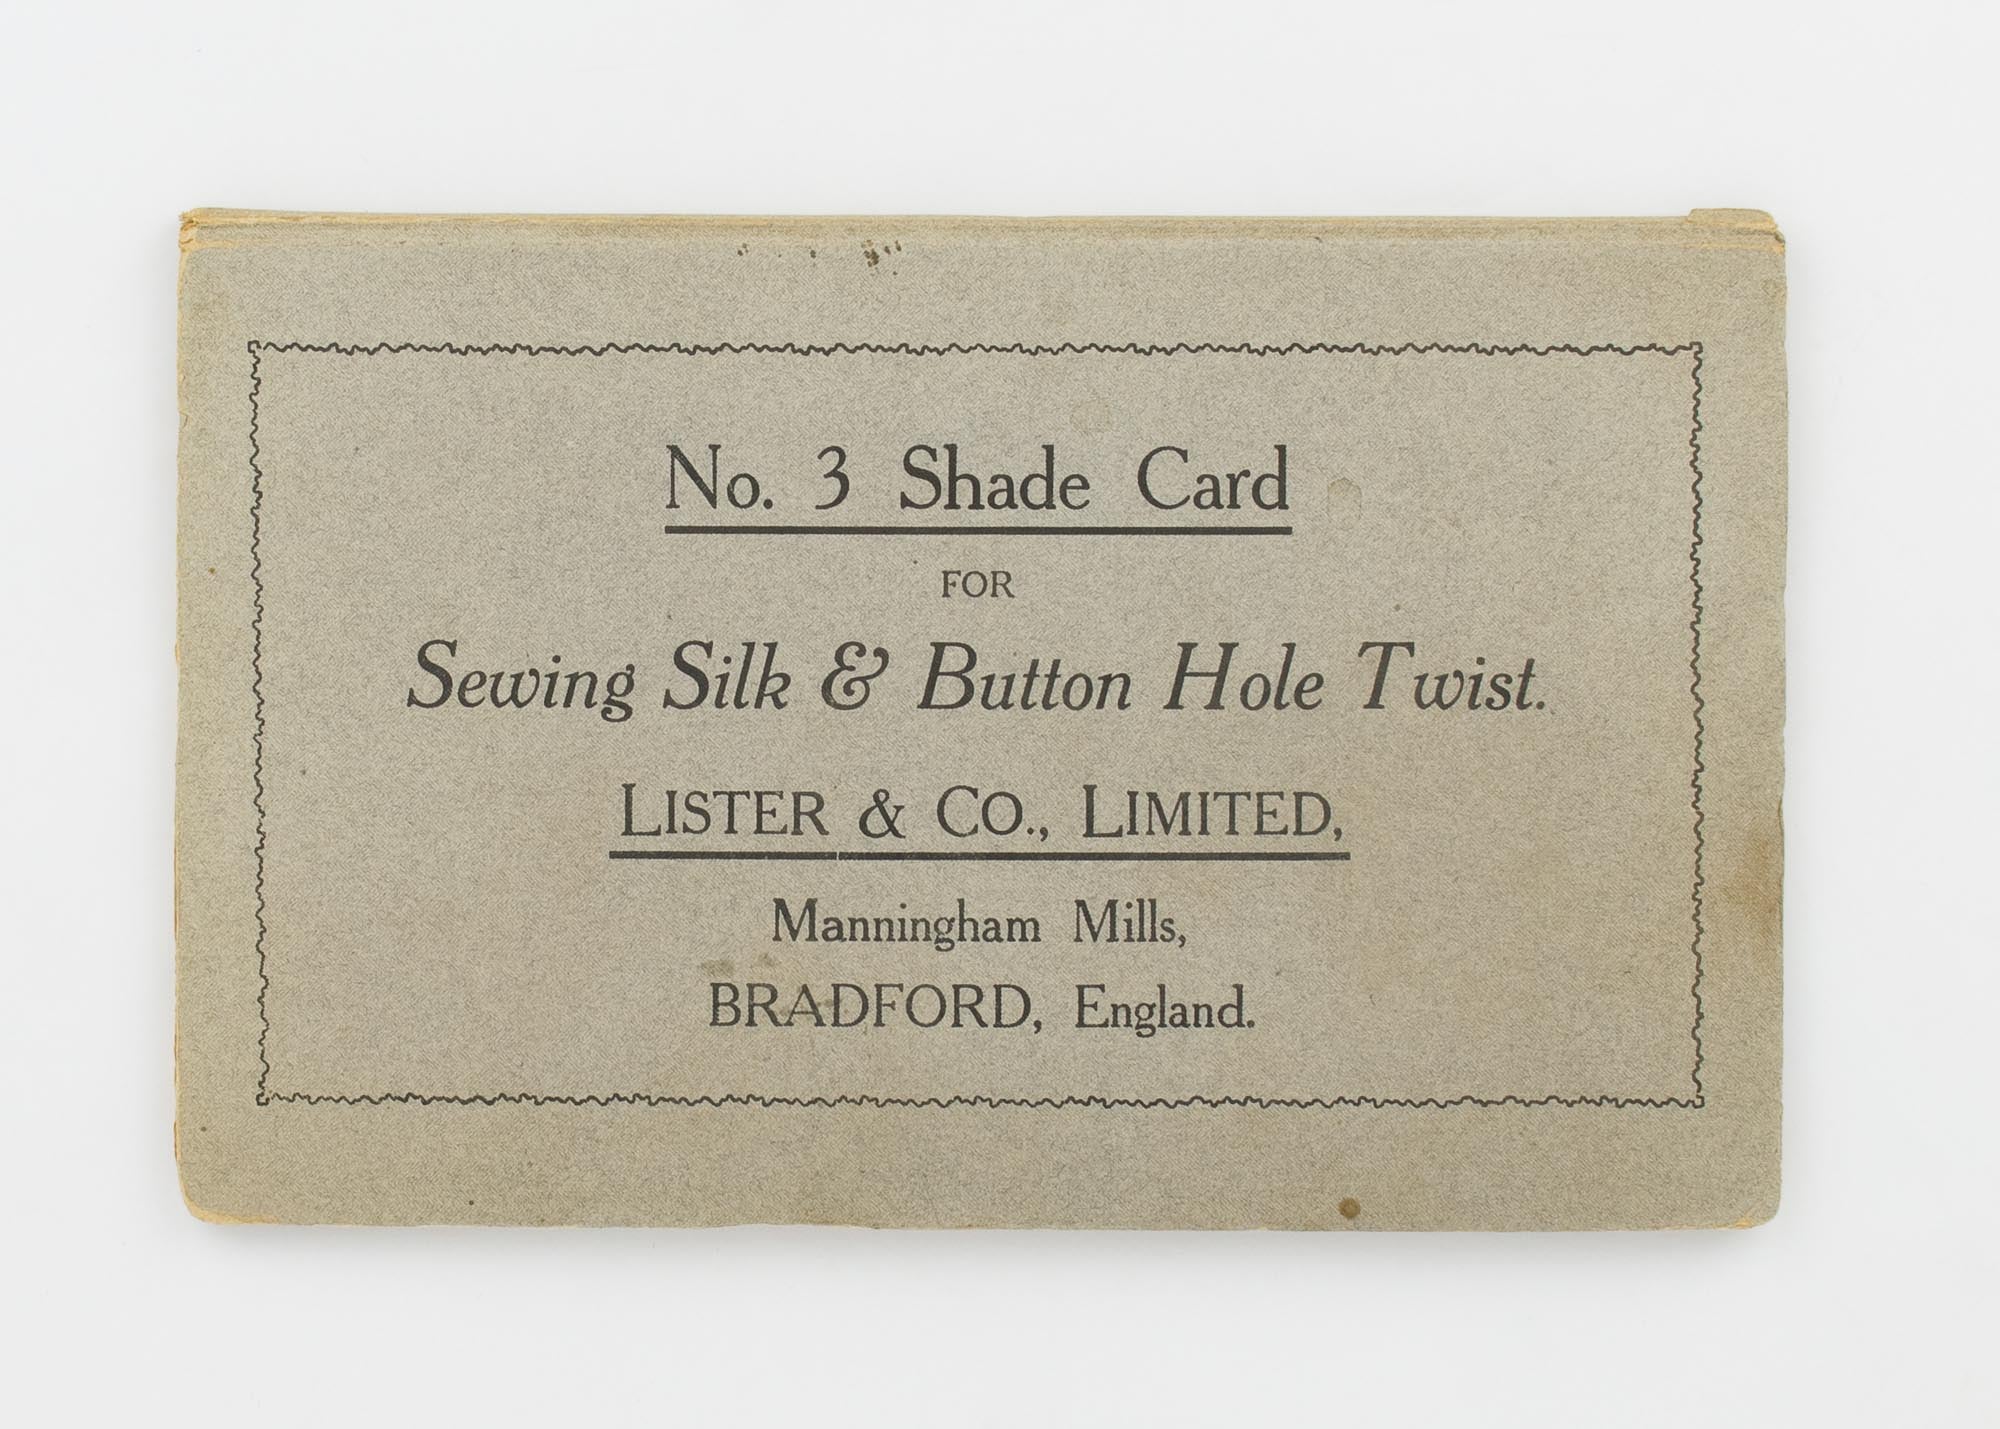 No. 3 Shade Card
FOR
Sewing Silk & Button Hole Twist.
LISTER & CO., LIMITED,
Manningham Mills,
BRADFORD, England.